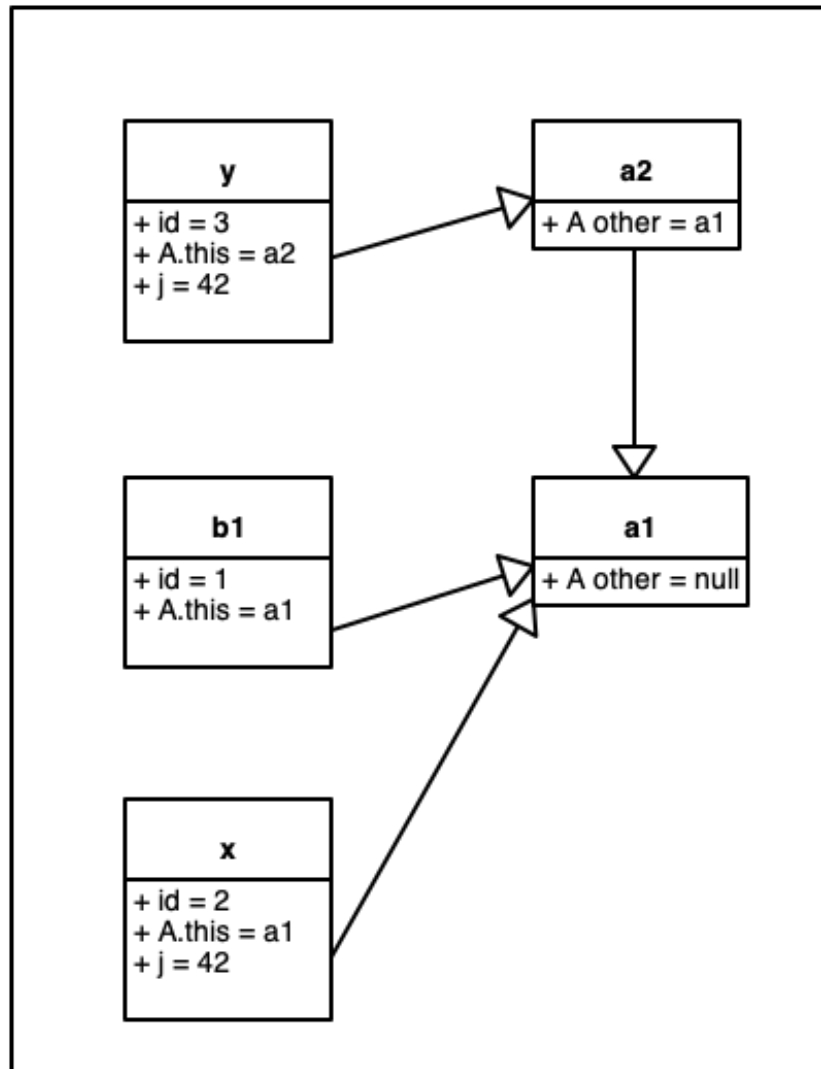 y
+ id = 3
+ A.this = a2
+ j = 42
a2
+ A other = a1
b1
+ id = 1
+ A.this = a1
a1
+ A other = null
x
+ id = 2
+ A.this = a1
+ j = 42